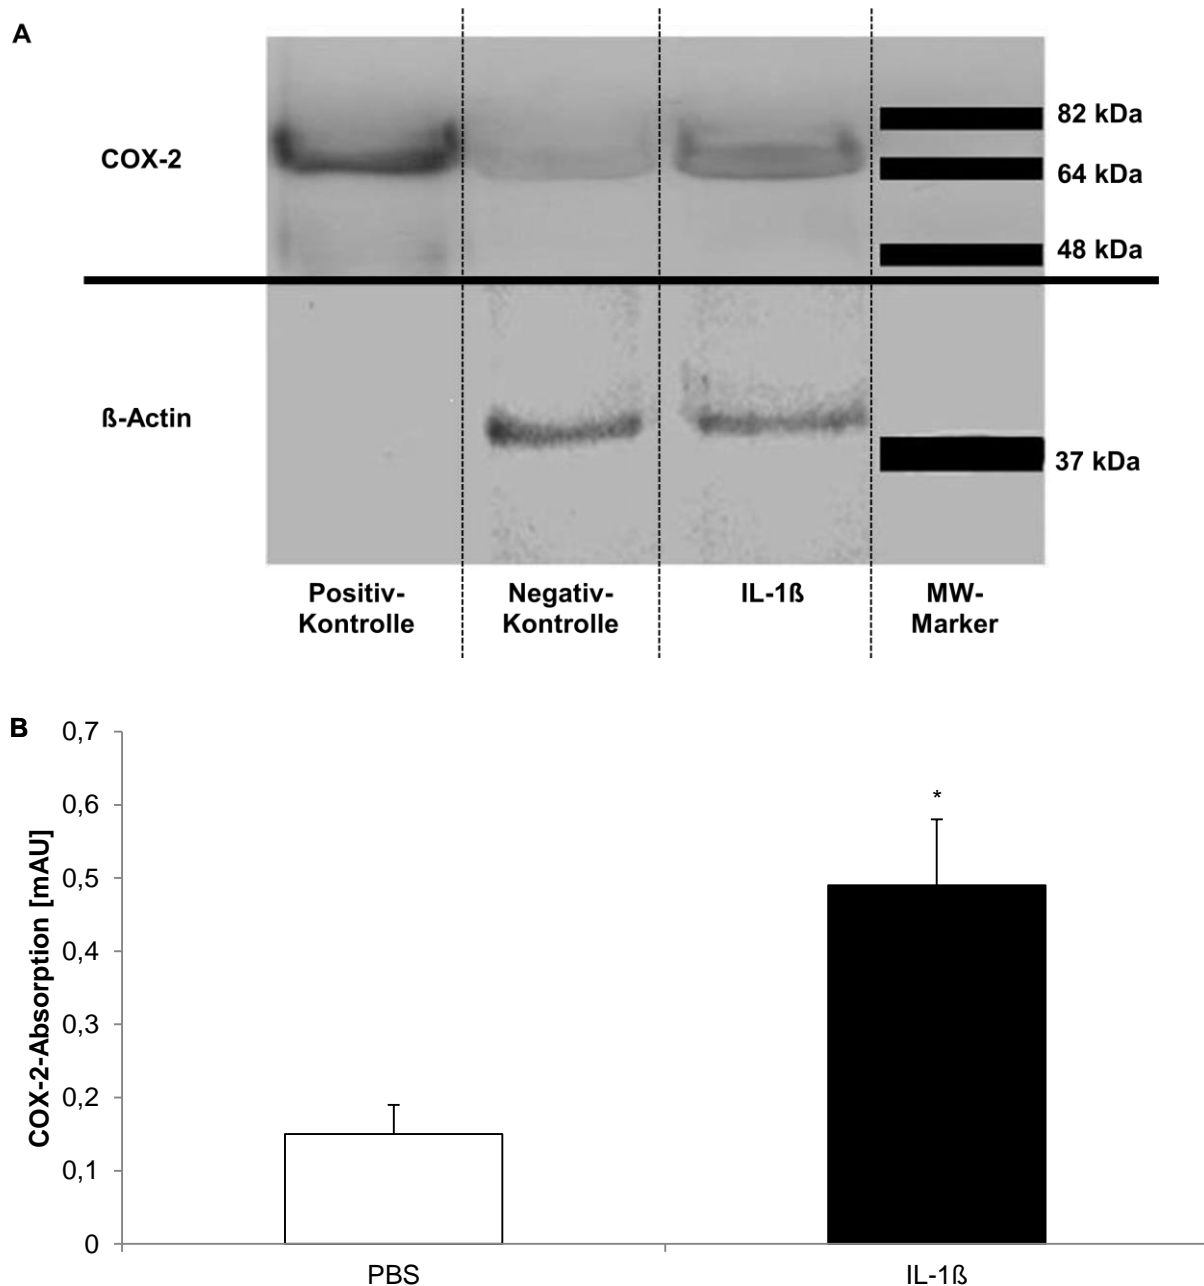 A
COX-2
82 kDa
64 kDa
48 kDa
ß-Actin
37 kDa
Positiv-
Kontrolle
Negativ-
Kontrolle
IL-1ß
MW-
Marker
B
COX-2-Absorption [mAU]
0,7
0,6
0,5
0,4
0,3
0,2
0,1
0
*
PBS
IL-1ß